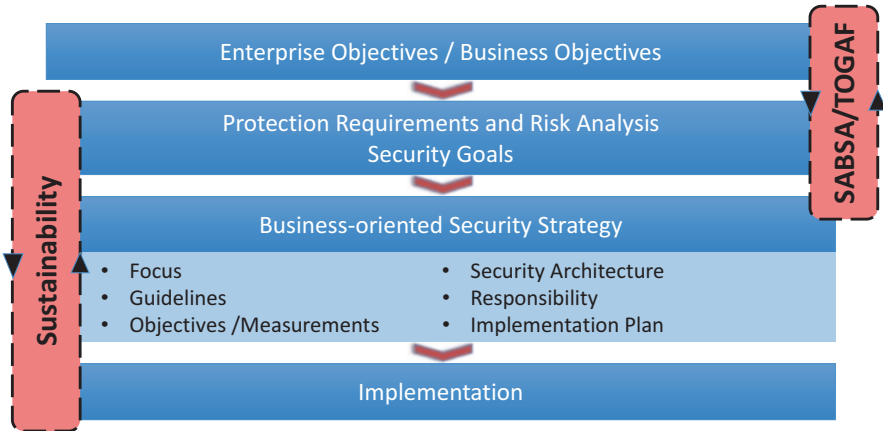 Enterprise Objectives / Business Objectives
SABSA/TOGAF
Protection Requirements and Risk Analysis
Security Goals
Sustainability
Business-oriented Security Strategy
• Focus
• Guidelines
• Objectives /Measurements
• Security Architecture
• Responsibility
• Implementation Plan
Implementation